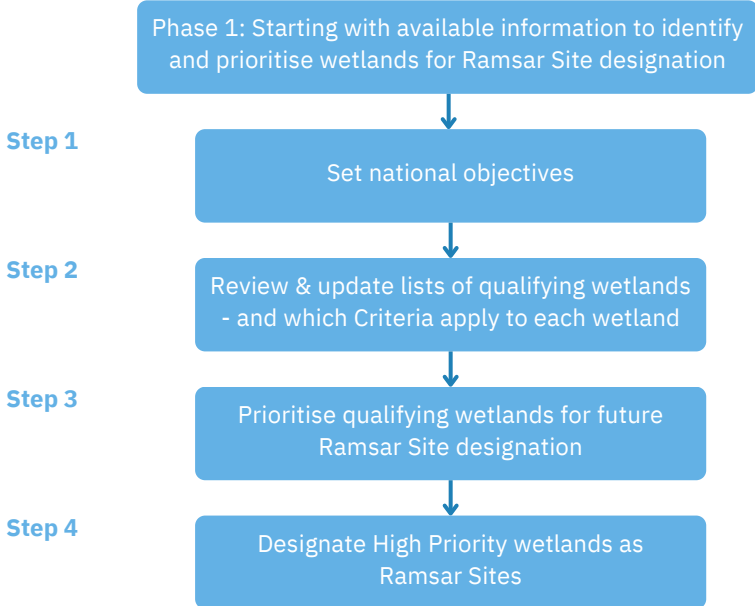 Phase 1: Starting with available information to identify
and prioritise wetlands for Ramsar Site designation
Step 1
Set national objectives
Step 2
Review & update lists of qualifying wetlands
- and which Criteria apply to each wetland
Step 3
Prioritise qualifying wetlands for future
Ramsar Site designation
Step 4
Designate High Priority wetlands as
Ramsar Sites